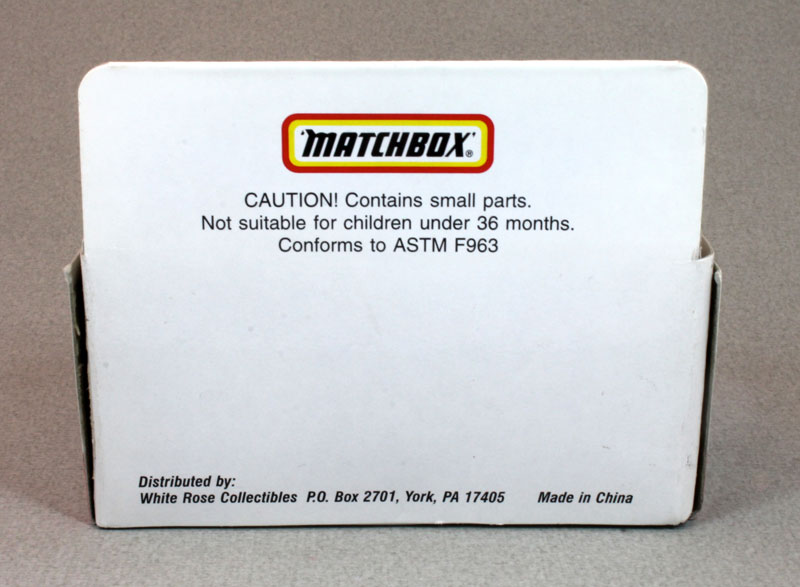 'MATCHBOX'®
CAUTION! Contains small parts.
Not suitable for children under 36 months.
Conforms to ASTM F963
Distributed by:
White Rose Collectibles P.O. Box 2701, York, PA 17405 Made in China